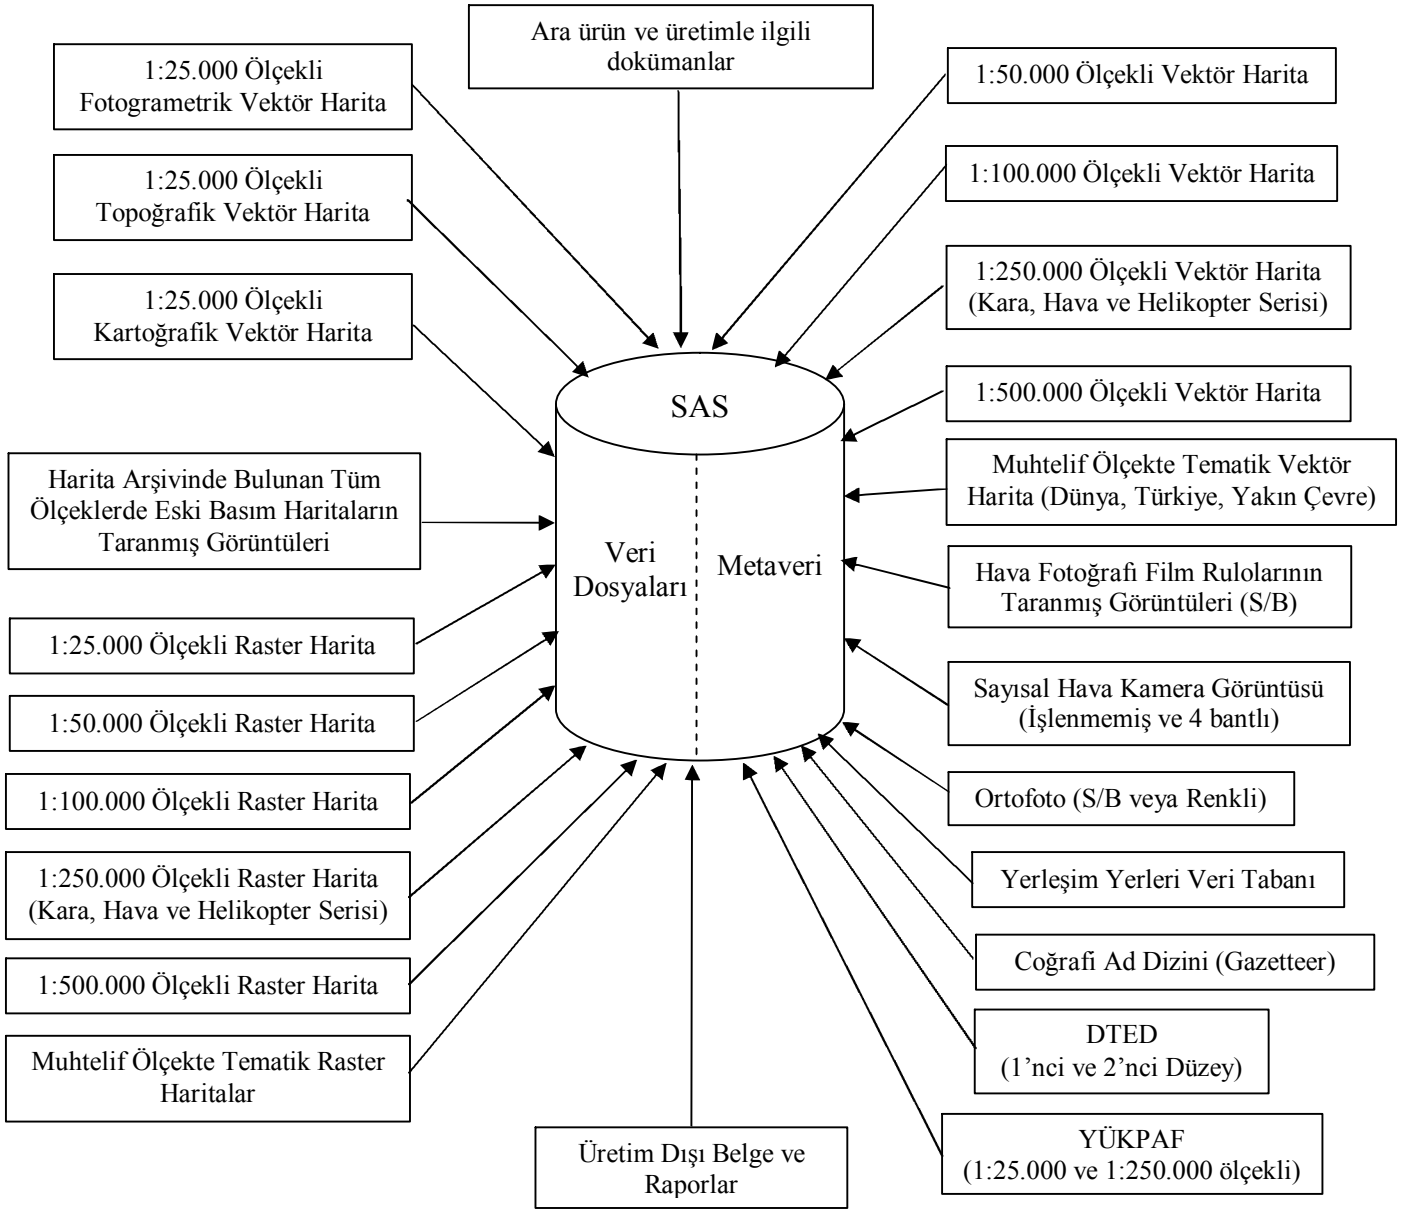 Ara ürün ve üretimle ilgili
dokümanlar
1:25.000 Ölçekli
Fotogrametrik Vektör Harita
1:25.000 Ölçekli
Topoğrafik Vektör Harita
1:25.000 Ölçekli
Kartoğrafik Vektör Harita
Harita Arşivinde Bulunan Tüm
Ölçeklerde Eski Basım Haritaların
Taranmış Görüntüleri
1:25.000 Ölçekli Raster Harita
1:50.000 Ölçekli Raster Harita
1:100.000 Ölçekli Raster Harita
1:250.000 Ölçekli Raster Harita
(Kara, Hava ve Helikopter Serisi)
1:500.000 Ölçekli Raster Harita
Muhtelif Ölçekte Tematik Raster
Haritalar
SAS
Veri
Dosyaları
Metaveri
Üretim Dışı Belge ve
Raporlar
1:50.000 Ölçekli Vektör Harita
1:100.000 Ölçekli Vektör Harita
1:250.000 Ölçekli Vektör Harita
(Kara, Hava ve Helikopter Serisi)
1:500.000 Ölçekli Vektör Harita
Muhtelif Ölçekte Tematik Vektör
Harita (Dünya, Türkiye, Yakın Çevre)
Hava Fotoğrafı Film Rulolarının
Taranmış Görüntüleri (S/B)
Sayısal Hava Kamera Görüntüsü
(İşlenmemiş ve 4 bantlı)
Ortofoto (S/B veya Renkli)
Yerleşim Yerleri Veri Tabanı
Coğrafi Ad Dizini (Gazetteer)
DTED
(1’nci ve 2’nci Düzey)
YÜKPAF
(1:25.000 ve 1:250.000 ölçekli)